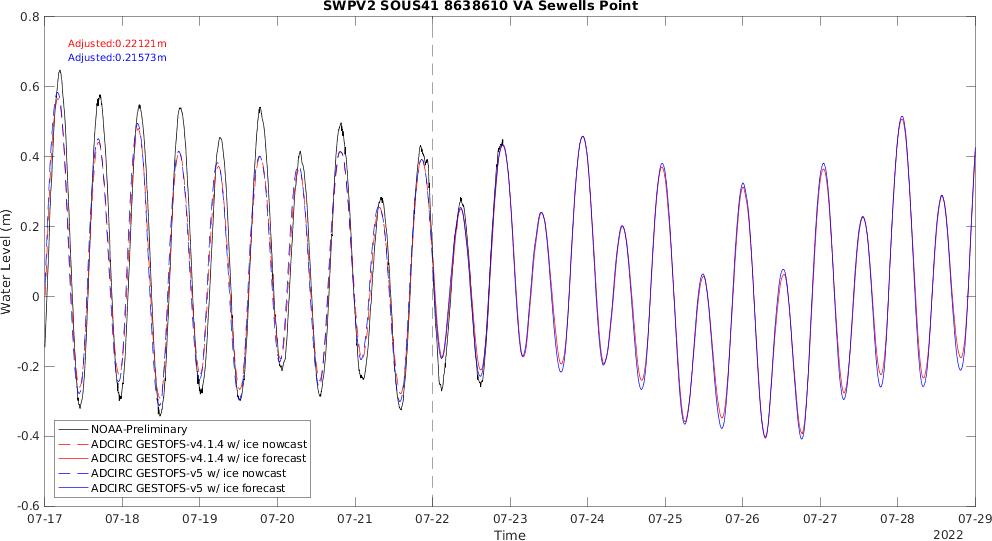 SWPV2 SOUS41 8638610 VA Sewells Point
Adjusted:0.22121m
Adjusted:0.21573m
0.8
0.6
0.4
0.2
0
-0.2
-0.4
-0.6
Water Level (m)
NOAA-Preliminary
ADCIRC GESTOFS-v4.1.4 w/ ice nowcast
ADCIRC GESTOFS-v4.1.4 w/ ice forecast
ADCIRC GESTOFS-v5 w/ ice nowcast
ADCIRC GESTOFS-v5 w/ ice forecast
07-17 07-18 07-19 07-20 07-21 07-22 07-23 07-24 07-25 07-26 07-27 07-28 07-29
Time
2022